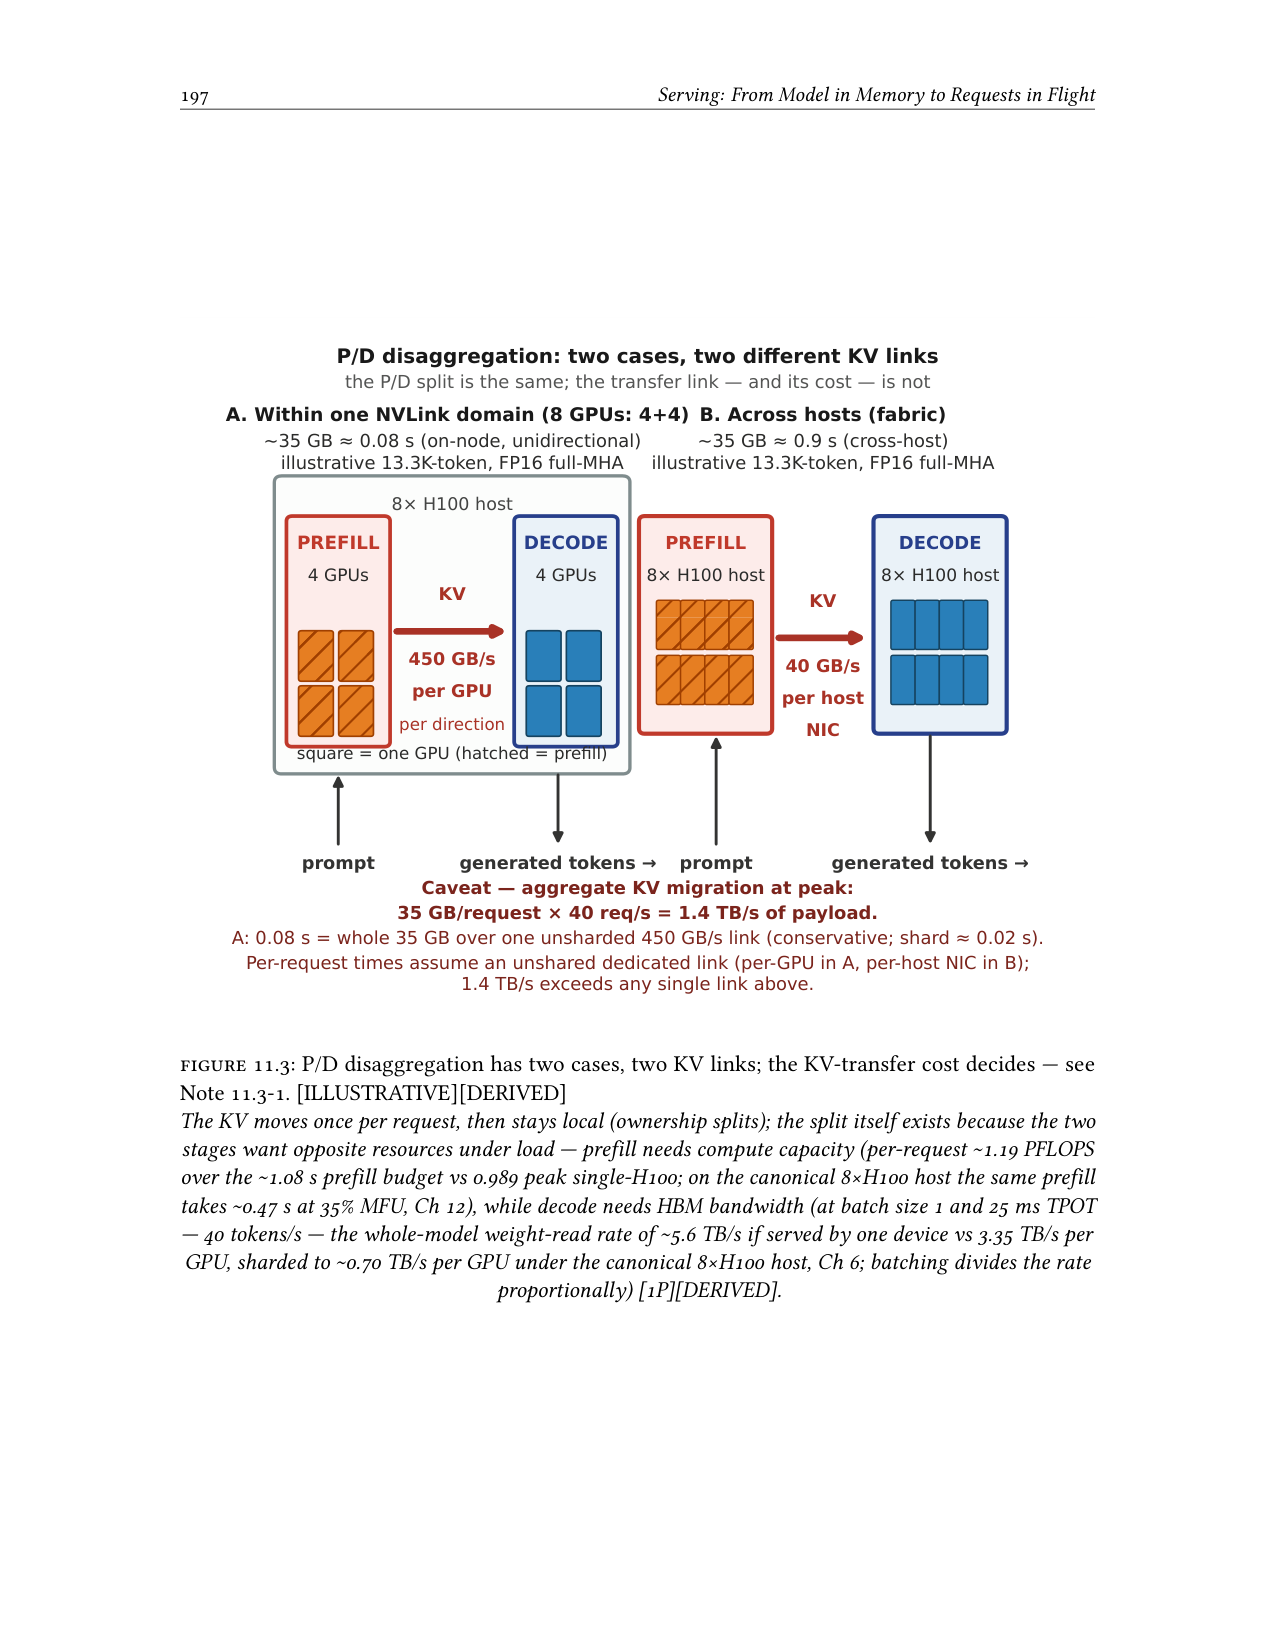 197
Serving: From Model in Memory to Requests in Flight
P/D disaggregation: two cases, two different KV links
the P/D split is the same; the transfer link — and its cost — is not
A. Within one NVLink domain (8 GPUs: 4+4)
~35 GB ≈ 0.08 s (on-node, unidirectional)
illustrative 13.3K-token, FP16 full-MHA
8× H100 host
PREFILL
4 GPUs
KV
450 GB/s
per GPU
per direction
DECODE
4 GPUs
square = one GPU (hatched = prefill)
prompt
generated tokens →
B. Across hosts (fabric)
~35 GB ≈ 0.9 s (cross-host)
illustrative 13.3K-token, FP16 full-MHA
PREFILL
8× H100 host
KV
40 GB/s
per host
NIC
DECODE
8× H100 host
prompt
generated tokens →
Caveat — aggregate KV migration at peak:
35 GB/request × 40 req/s = 1.4 TB/s of payload.
A: 0.08 s = whole 35 GB over one unsharded 450 GB/s link (conservative; shard ≈ 0.02 s).
Per-request times assume an unshared dedicated link (per-GPU in A, per-host NIC in B);
1.4 TB/s exceeds any single link above.
FIGURE 11.3: P/D disaggregation has two cases, two KV links; the KV-transfer cost decides — see
Note 11.3-1. [ILLUSTRATIVE][DERIVED]
The KV moves once per request, then stays local (ownership splits); the split itself exists because the two
stages want opposite resources under load — prefill needs compute capacity (per-request ~1.19 PFLOPS
over the ~1.08 s prefill budget vs 0.989 peak single-H100; on the canonical 8×H100 host the same prefill
takes ~0.47 s at 35% MFU, Ch 12), while decode needs HBM bandwidth (at batch size 1 and 25 ms TPOT
— 40 tokens/s — the whole-model weight-read rate of ~5.6 TB/s if served by one device vs 3.35 TB/s per
GPU, sharded to ~0.70 TB/s per GPU under the canonical 8×H100 host, Ch 6; batching divides the rate
proportionally) [1P][DERIVED].